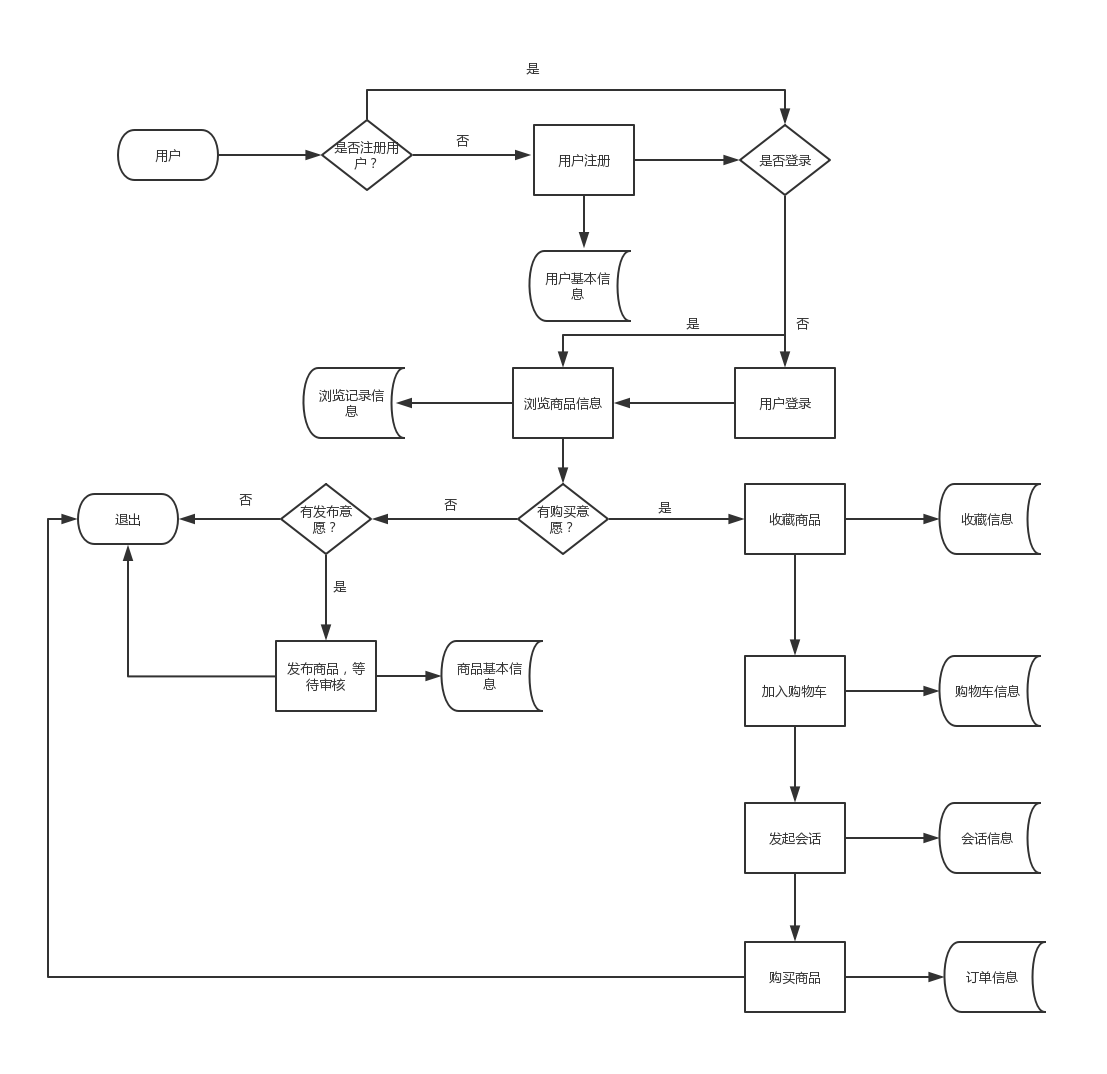 是
用户
是否注册用
户？
否
用户注册
是否登录
用户基本信
息
是
否
浏览记录信
息
浏览商品信息
用户登录
退出
否
有发布意
愿？
否
有购买意
愿？
是
收藏商品
收藏信息
是
发布商品，等
待审核
商品基本信
息
加入购物车
购物车信息
发起会话
会话信息
购买商品
订单信息